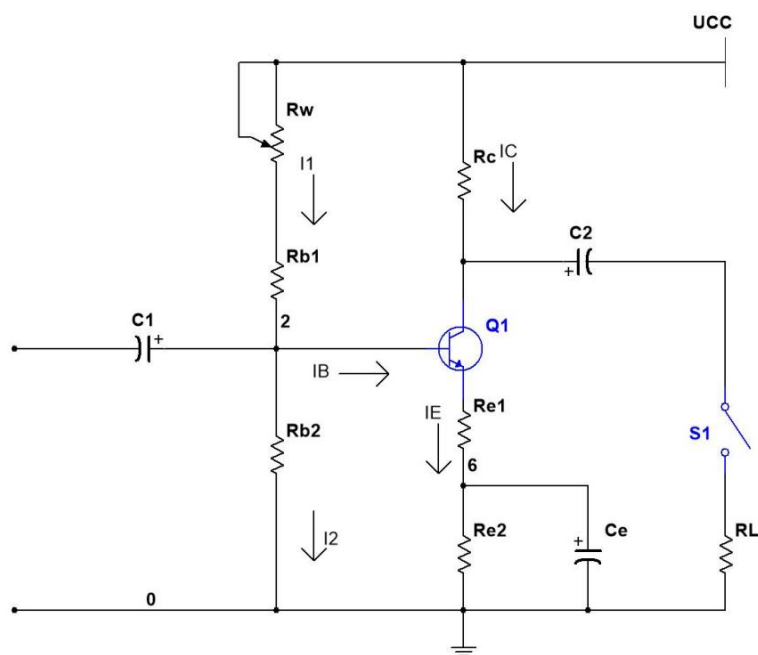 UCC
Rw
I1
Rc
IC
C2
+
Rb1
C1
+
2
Q1
IB
Re1
IE
Rb2
S1
6
I2
Re2
+
Ce
RL
0